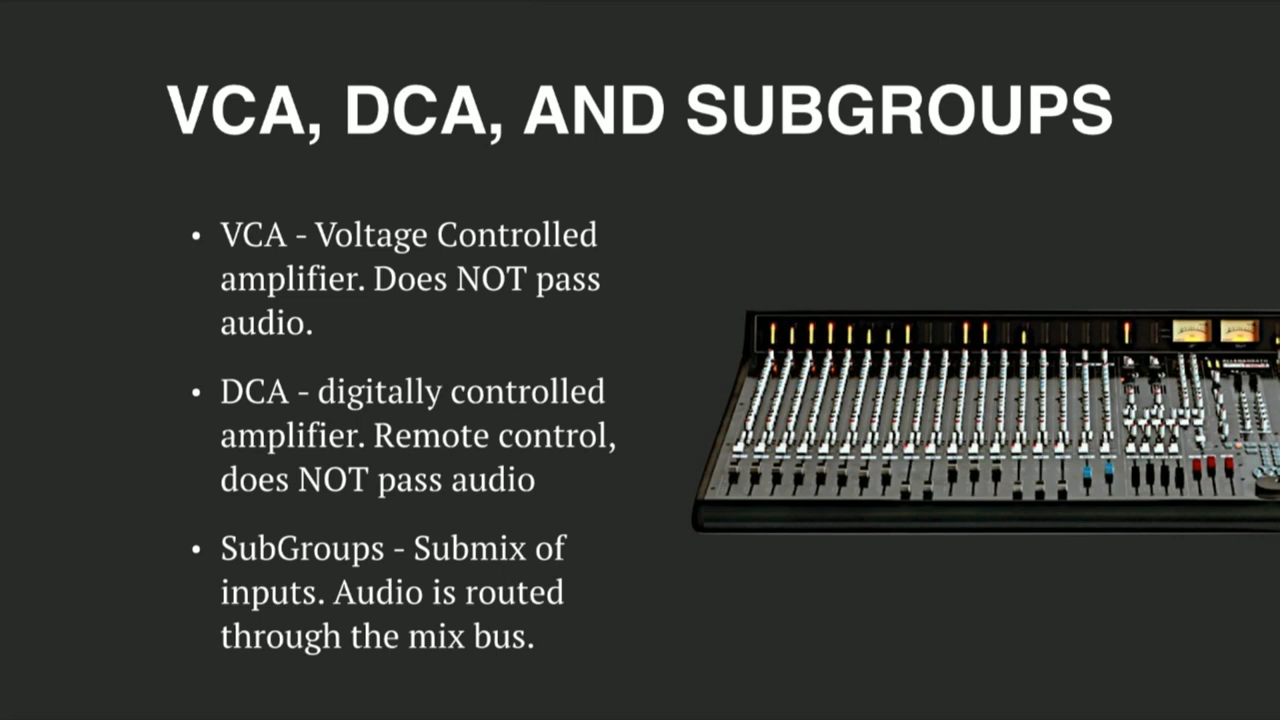 VCA, DCA, AND SUBGROUPS
• VCA - Voltage Controlled
amplifier. Does NOT pass
audio.
• DCA - digitally controlled
amplifier. Remote control,
does NOT pass audio
• SubGroups - Submix of
inputs. Audio is routed
through the mix bus.